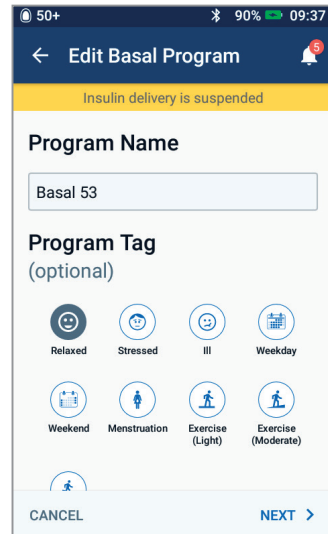 50+ 90% 09:37
Edit Basal Program 5
Insulin delivery is suspended
Program Name
Basal 53
Program Tag
(optional)
Relaxed Stressed Ill Weekday
Weekend Menstruation Exercise Exercise
(Light) (Moderate)
CANCEL NEXT